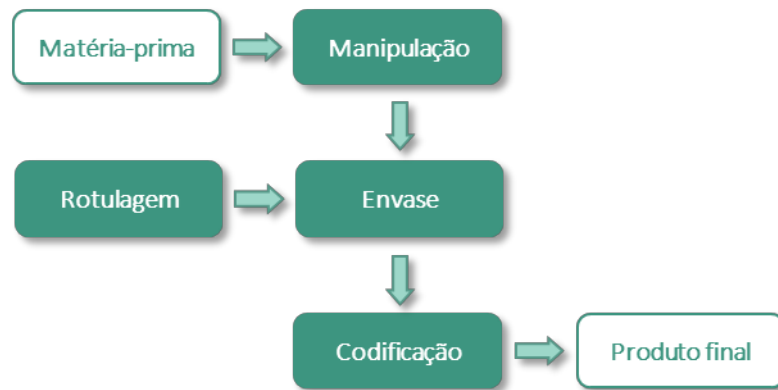 Matéria-prima
Manipulação
Rotulagem
Envase
Codificação
Produto final